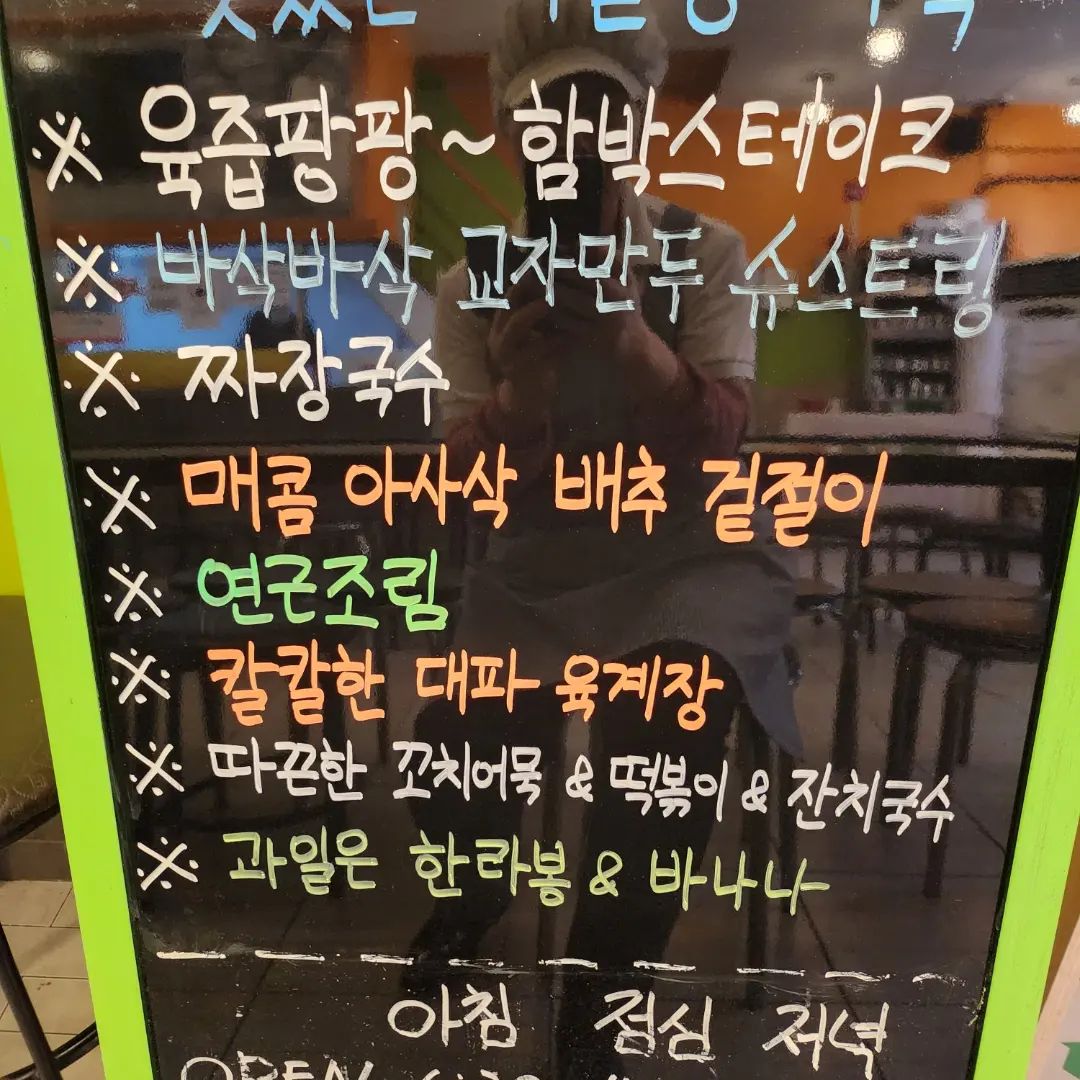 ※ 육즙팡팡~ 함박스테이크
※ 바삭바삭 교자만두 슈스트링
※ 짜장국수
※ 매콤 아사삭 배추 겉절이
※ 연근조림
※ 칼칼한 대파 육계장
※ 따끈한 꼬치어묵 & 떡볶이 & 잔치국수
※ 과일은 한라봉 & 바나나
아침 점심 저녁
OPEN